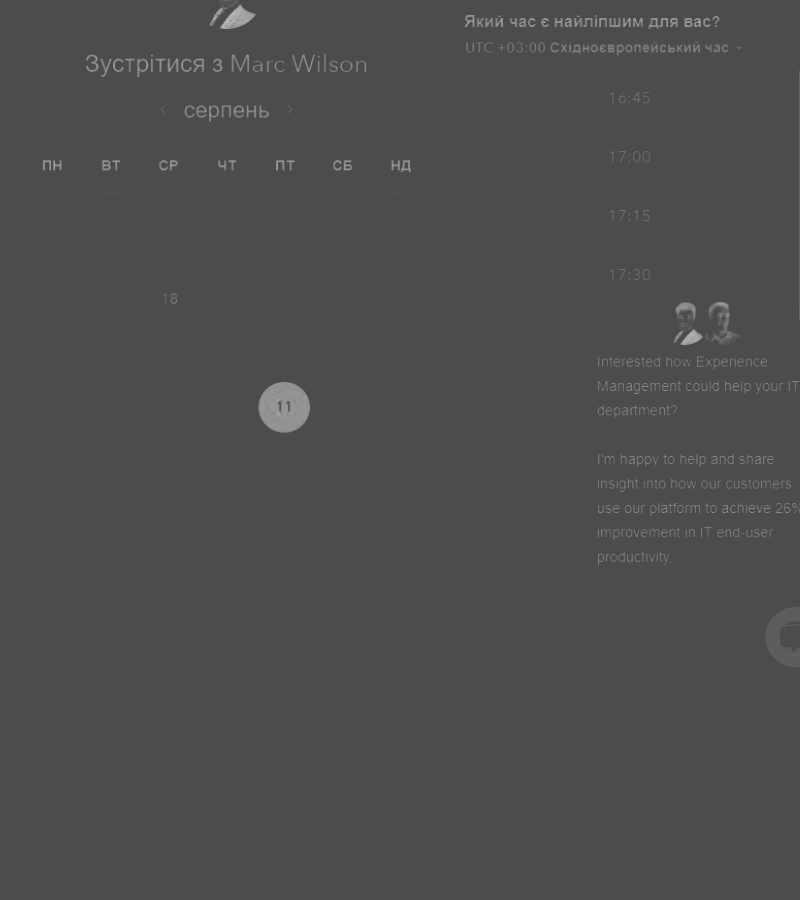 Зустрітися з Marc Wilson
серпень
ПН ВТ СР ЧТ ПТ СБ НД
18
11
Який час є найліпшим для вас?
UTC +03:00 Східноєвропейський час
16:45
17:00
17:15
17:30
Interested how Experience
Management could help your IT
department?
I'm happy to help and share
insight into how our customers
use our platform to achieve 26%
improvement in IT end-user
productivity.